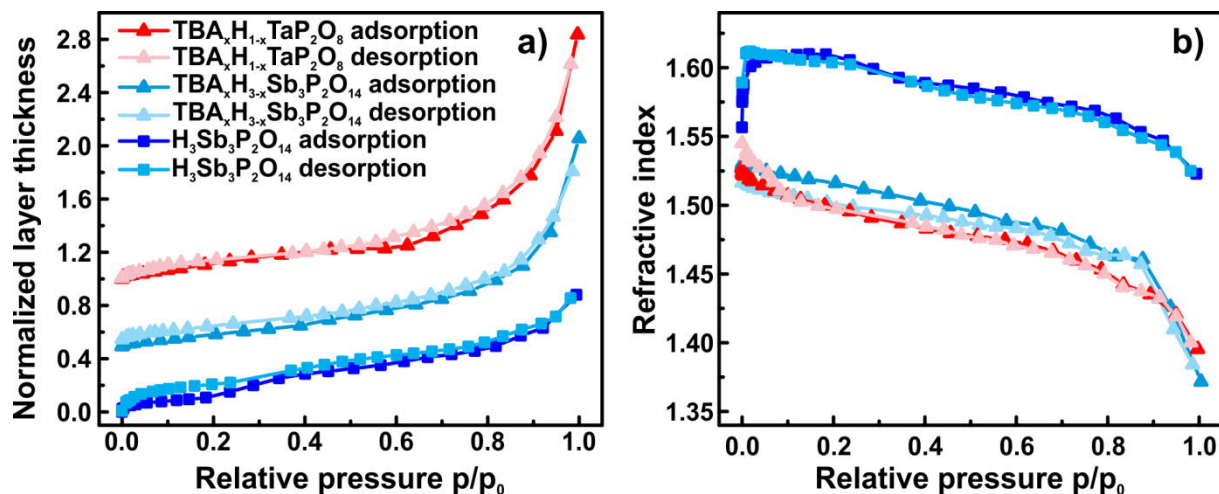 a)
TBAₓH₁₋ₓTaP₂O₈ adsorption
TBAₓH₁₋ₓTaP₂O₈ desorption
TBAₓH₃₋ₓSb₃P₂O₁₄ adsorption
TBAₓH₃₋ₓSb₃P₂O₁₄ desorption
H₃Sb₃P₂O₁₄ adsorption
H₃Sb₃P₂O₁₄ desorption
Normalized layer thickness
2.8
2.4
2.0
1.6
1.2
0.8
0.4
0.0
0.0 0.2 0.4 0.6 0.8 1.0
Relative pressure p/p₀
b)
Refractive index
1.60
1.55
1.50
1.45
1.40
1.35
0.0 0.2 0.4 0.6 0.8 1.0
Relative pressure p/p₀